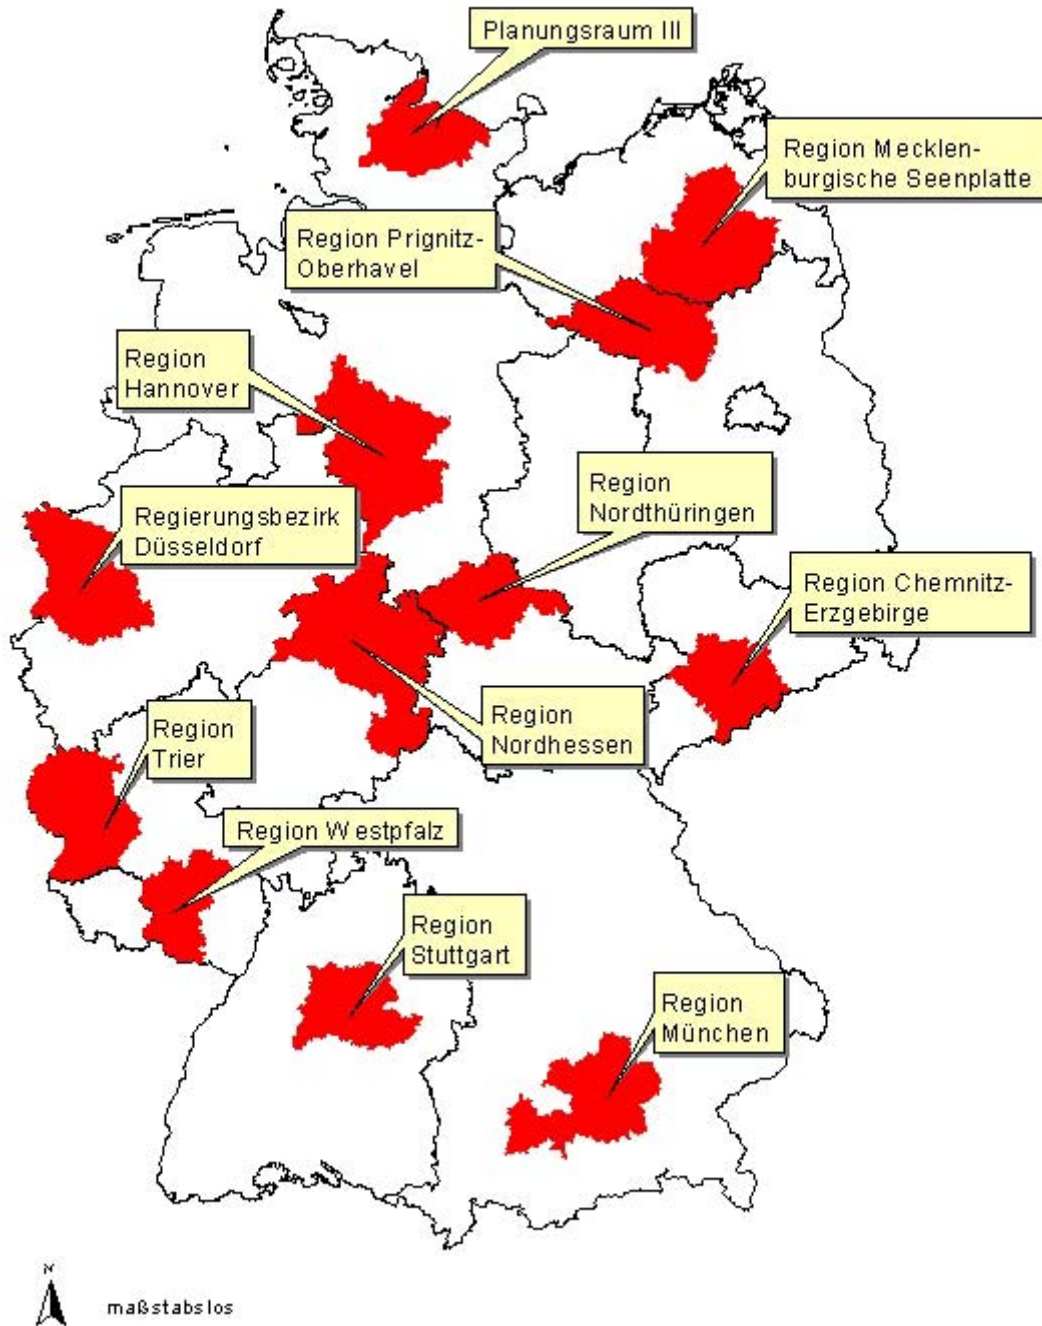 Planungsraum III
Region Mecklen-
burgische Seenplatte
Region Prignitz-
Oberhavel
Region
Hannover
Region
Nordthüringen
Regierungsbezirk
Düsseldorf
Region Chemnitz-
Erzgebirge
Region
Nordhessen
Region
Trier
Region Westpfalz
Region
Stuttgart
Region
München
N
maßstabslos